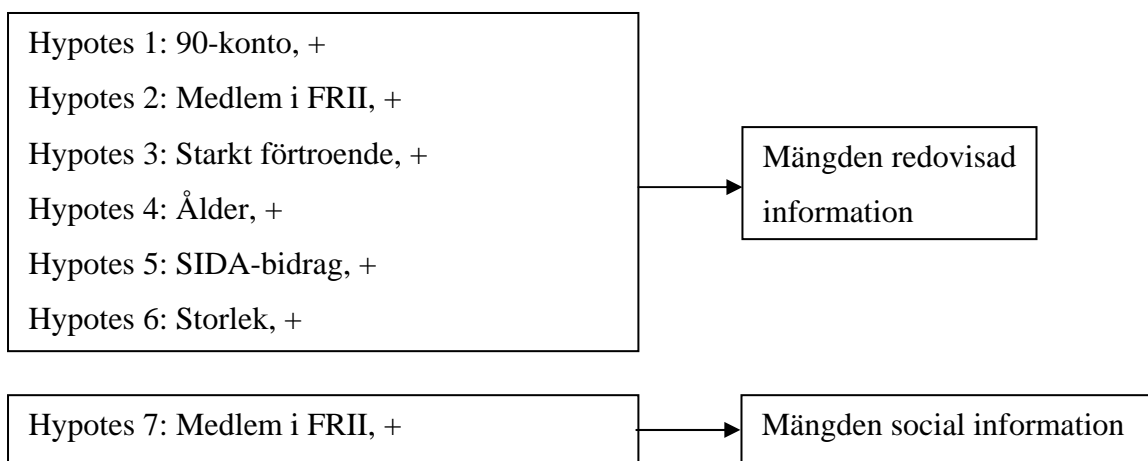 Hypotes 1: 90-konto, +
Hypotes 2: Medlem i FRII, +
Hypotes 3: Starkt förtroende, +
Hypotes 4: Ålder, +
Hypotes 5: SIDA-bidrag, +
Hypotes 6: Storlek, +
Mängden redovisad
information
Hypotes 7: Medlem i FRII, +
Mängden social information